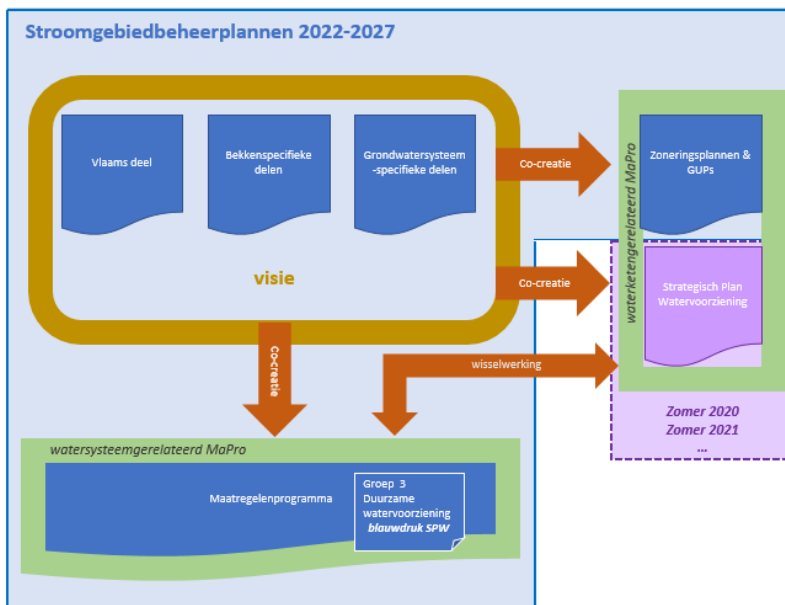 Stroomgebiedbeheerplannen 2022-2027
Vlaams deel
Bekkenspecifieke
delen
Grondwatersysteem
-specifieke delen
Co-creatie
Zoneringsplannen &
GUPs
waterketengerelateerd MaPro
visie
Co-creatie
Strategisch Plan
Watervoorziening
Co-creatie
wisselwerking
Zomer 2020
Zomer 2021
...
watersysteemgerelateerd MaPro
Maatregelenprogramma
Groep 3
Duurzame
watervoorziening
blauwdruk SPW